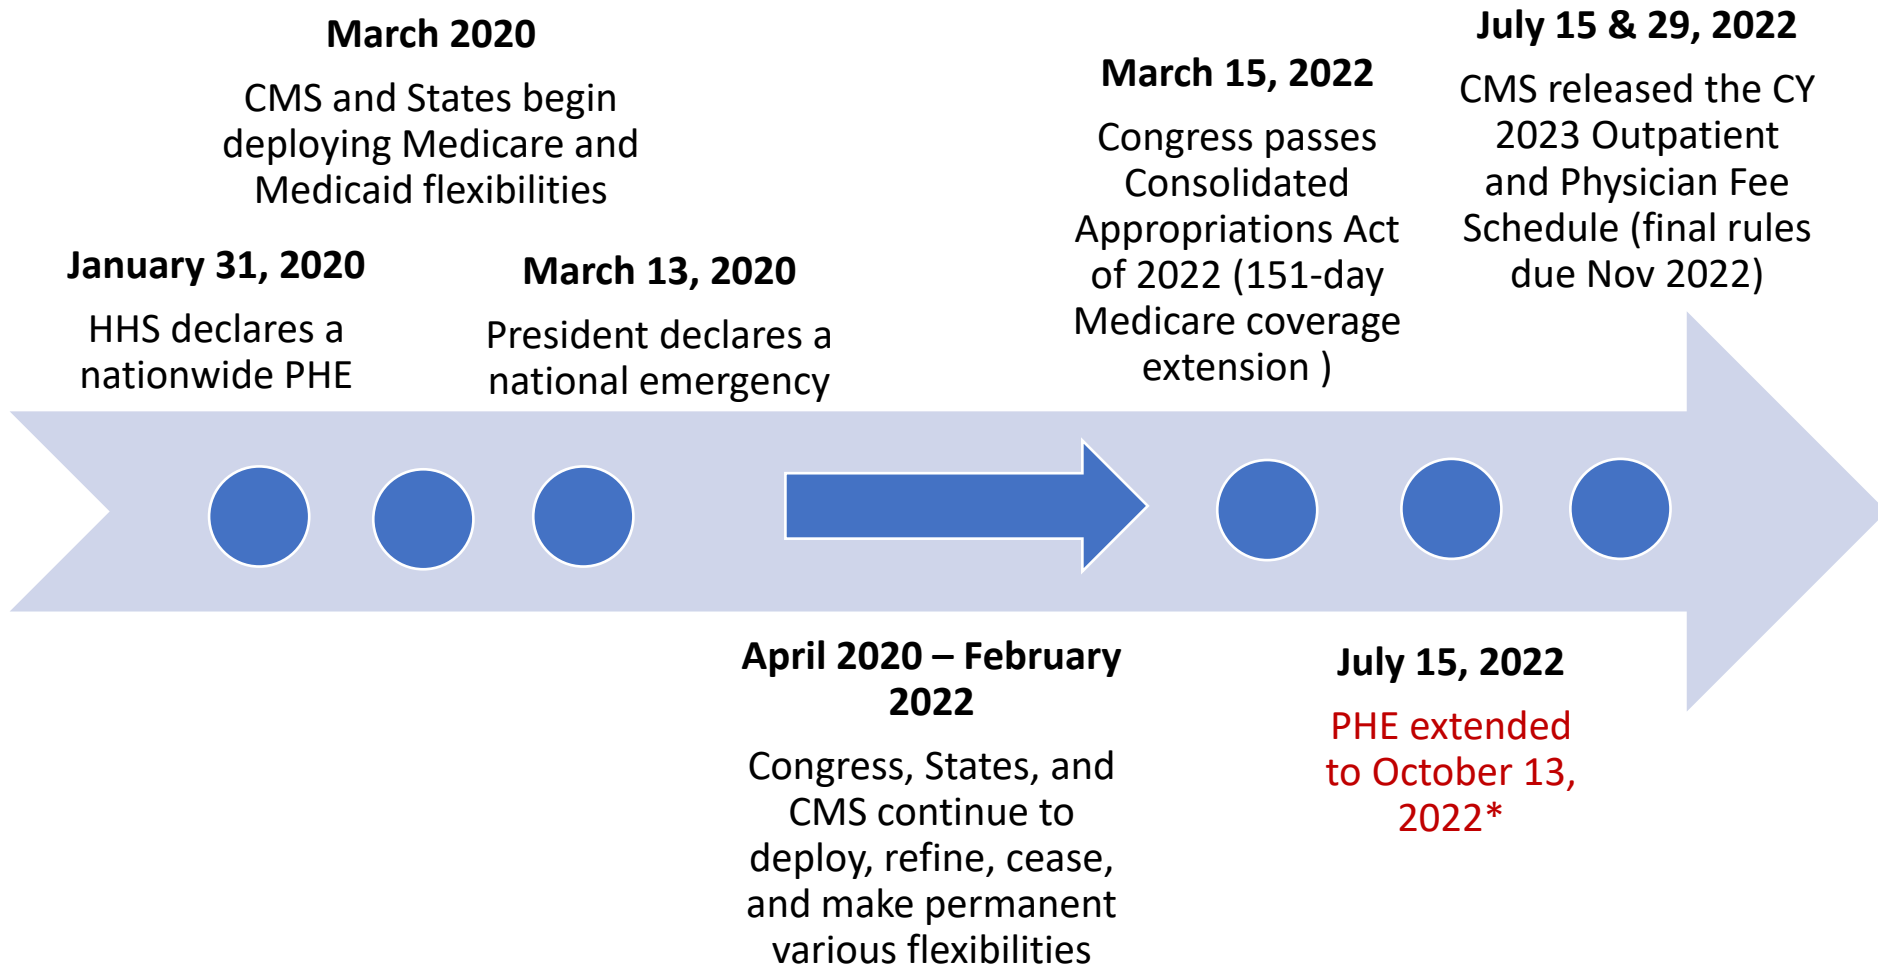 March 2020
CMS and States begin
deploying Medicare and
Medicaid flexibilities
January 31, 2020
HHS declares a
nationwide PHE
March 13, 2020
President declares a
national emergency
March 15, 2022
Congress passes
Consolidated
Appropriations Act
of 2022 (151-day
Medicare coverage
extension )
July 15 & 29, 2022
CMS released the CY
2023 Outpatient
and Physician Fee
Schedule (final rules
due Nov 2022)
April 2020 – February
2022
Congress, States, and
CMS continue to
deploy, refine, cease,
and make permanent
various flexibilities
July 15, 2022
PHE extended
to October 13,
2022*